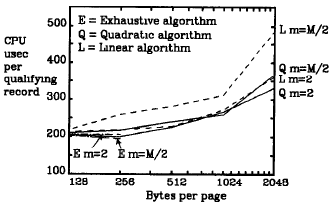 500
CPU
usec
per
qualifying
record
400
300
200
100
E = Exhaustive algorithm
Q = Quadratic algorithm
L = Linear algorithm
L m=M/2
Q m=M/2
L m=2
Q m=2
E m=2 E m=M/2
128 256 512 1024 2048
Bytes per page